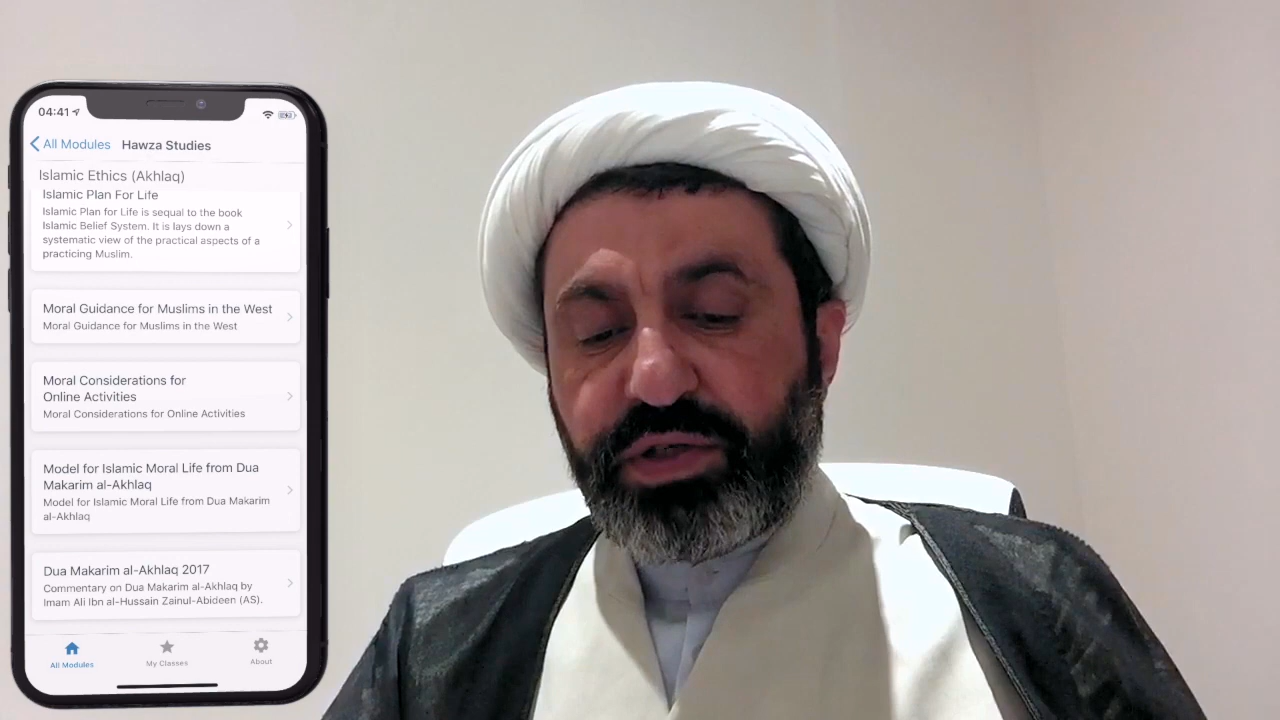 04:41
All Modules Hawza Studies
Islamic Ethics (Akhlaq)
Islamic Plan For Life
Islamic Plan for Life is sequal to the book
Islamic Belief System. It is lays down a
systematic view of the practical aspects of a
practicing Muslim.
Moral Guidance for Muslims in the West
Moral Guidance for Muslims in the West
Moral Considerations for
Online Activities
Moral Considerations for Online Activities
Model for Islamic Moral Life from Dua
Makarim al-Akhlaq
Model for Islamic Moral Life from Dua Makarim
al-Akhlaq
Dua Makarim al-Akhlaq 2017
Commentary on Dua Makarim al-Akhlaq by
Imam Ali Ibn al-Hussain Zainul-Abideen (AS).
All Modules My Classes About